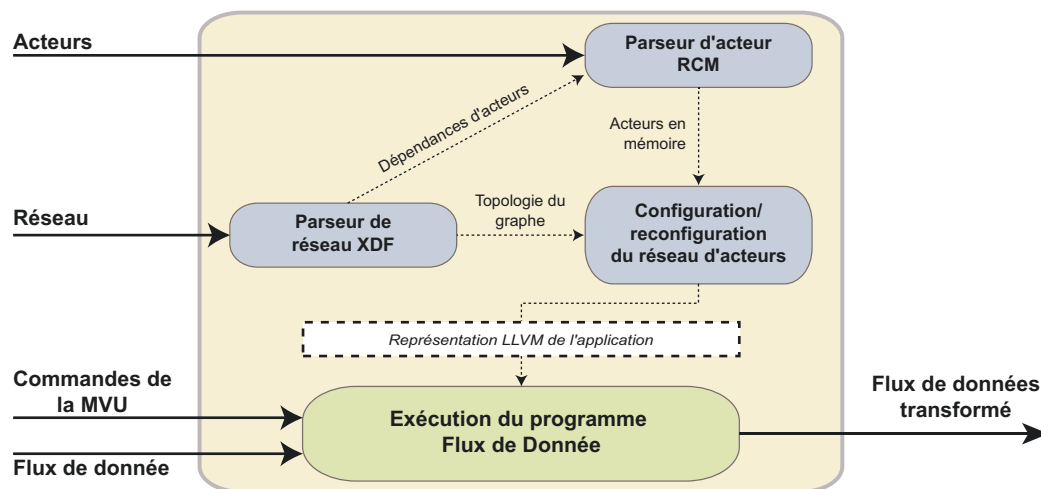 Acteurs
Parseur d'acteur
RCM
Dépendances d'acteurs
Acteurs en
mémoire
Réseau
Parseur de
réseau XDF
Topologie du
graphe
Configuration/
reconfiguration
du réseau d'acteurs
Représentation LLVM de l'application
Commandes de
la MVU
Flux de donnée
Exécution du programme
Flux de Donnée
Flux de données
transformé